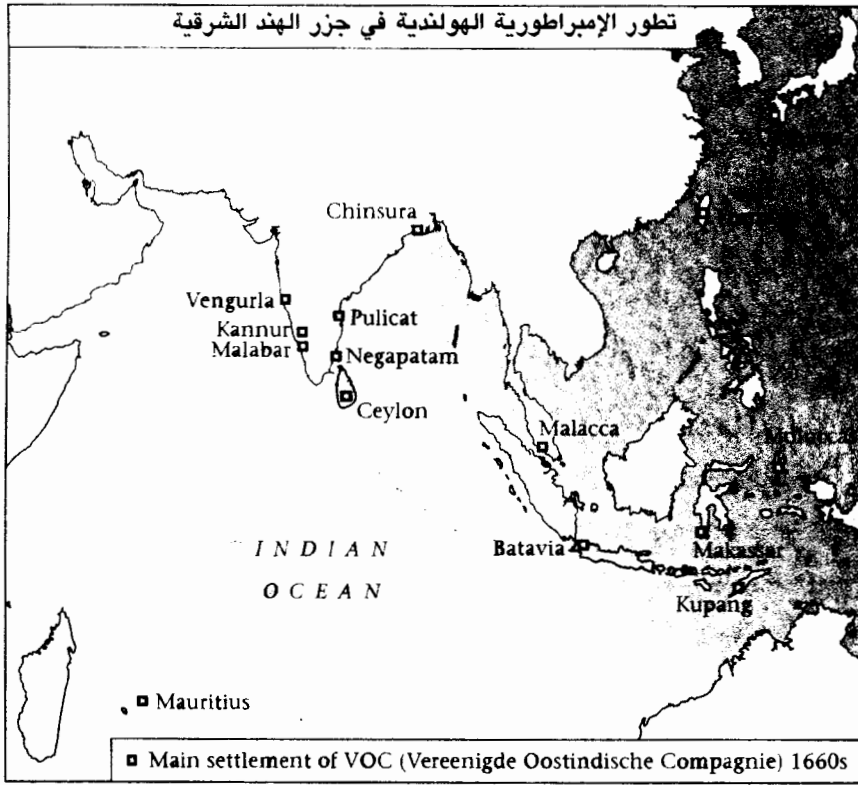 تطور الإمبراطورية الهولندية في جزر الهند الشرقية
Chinsura
Vengurla
Pulicat
Kannur
Malabar
Negapatam
Ceylon
Malacca
INDIAN
OCEAN
Batavia
Makassar
Kupang
Mauritius
Main settlement of VOC (Vereenigde Oostindische Compagnie) 1660s